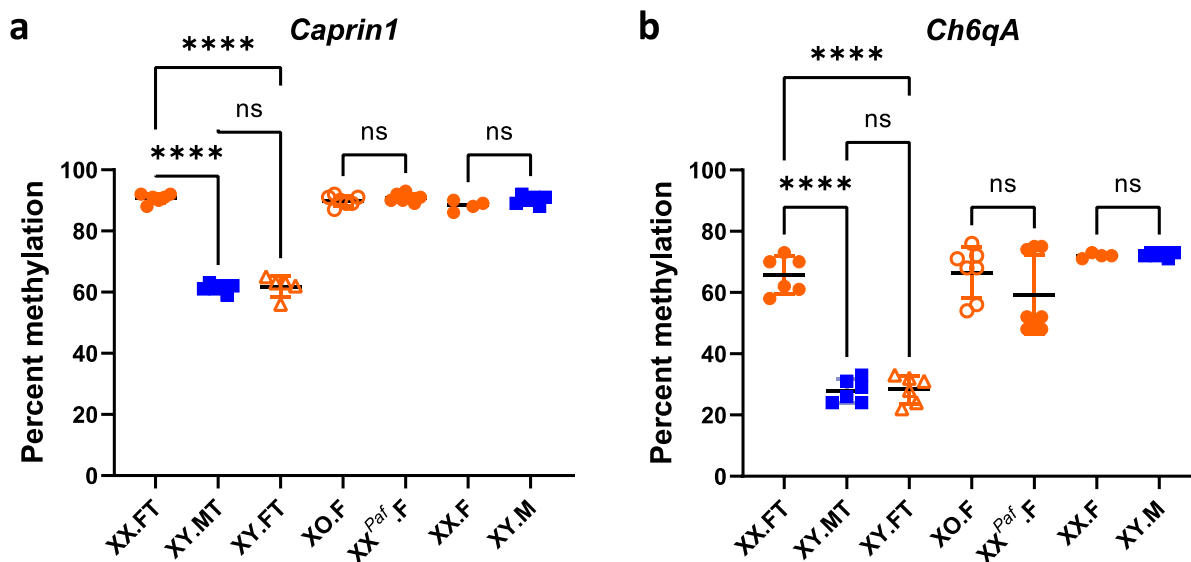 a
Caprin1
****
ns
****
ns
ns
Percent methylation
100
80
60
40
20
0
XX.FT
XY.MT
XY.FT
XO.F
XXPaf.F
XX.F
XY.M
b
Ch6qA
****
ns
****
ns
ns
Percent methylation
100
80
60
40
20
0
XX.FT
XY.MT
XY.FT
XO.F
XXPaf.F
XX.F
XY.M